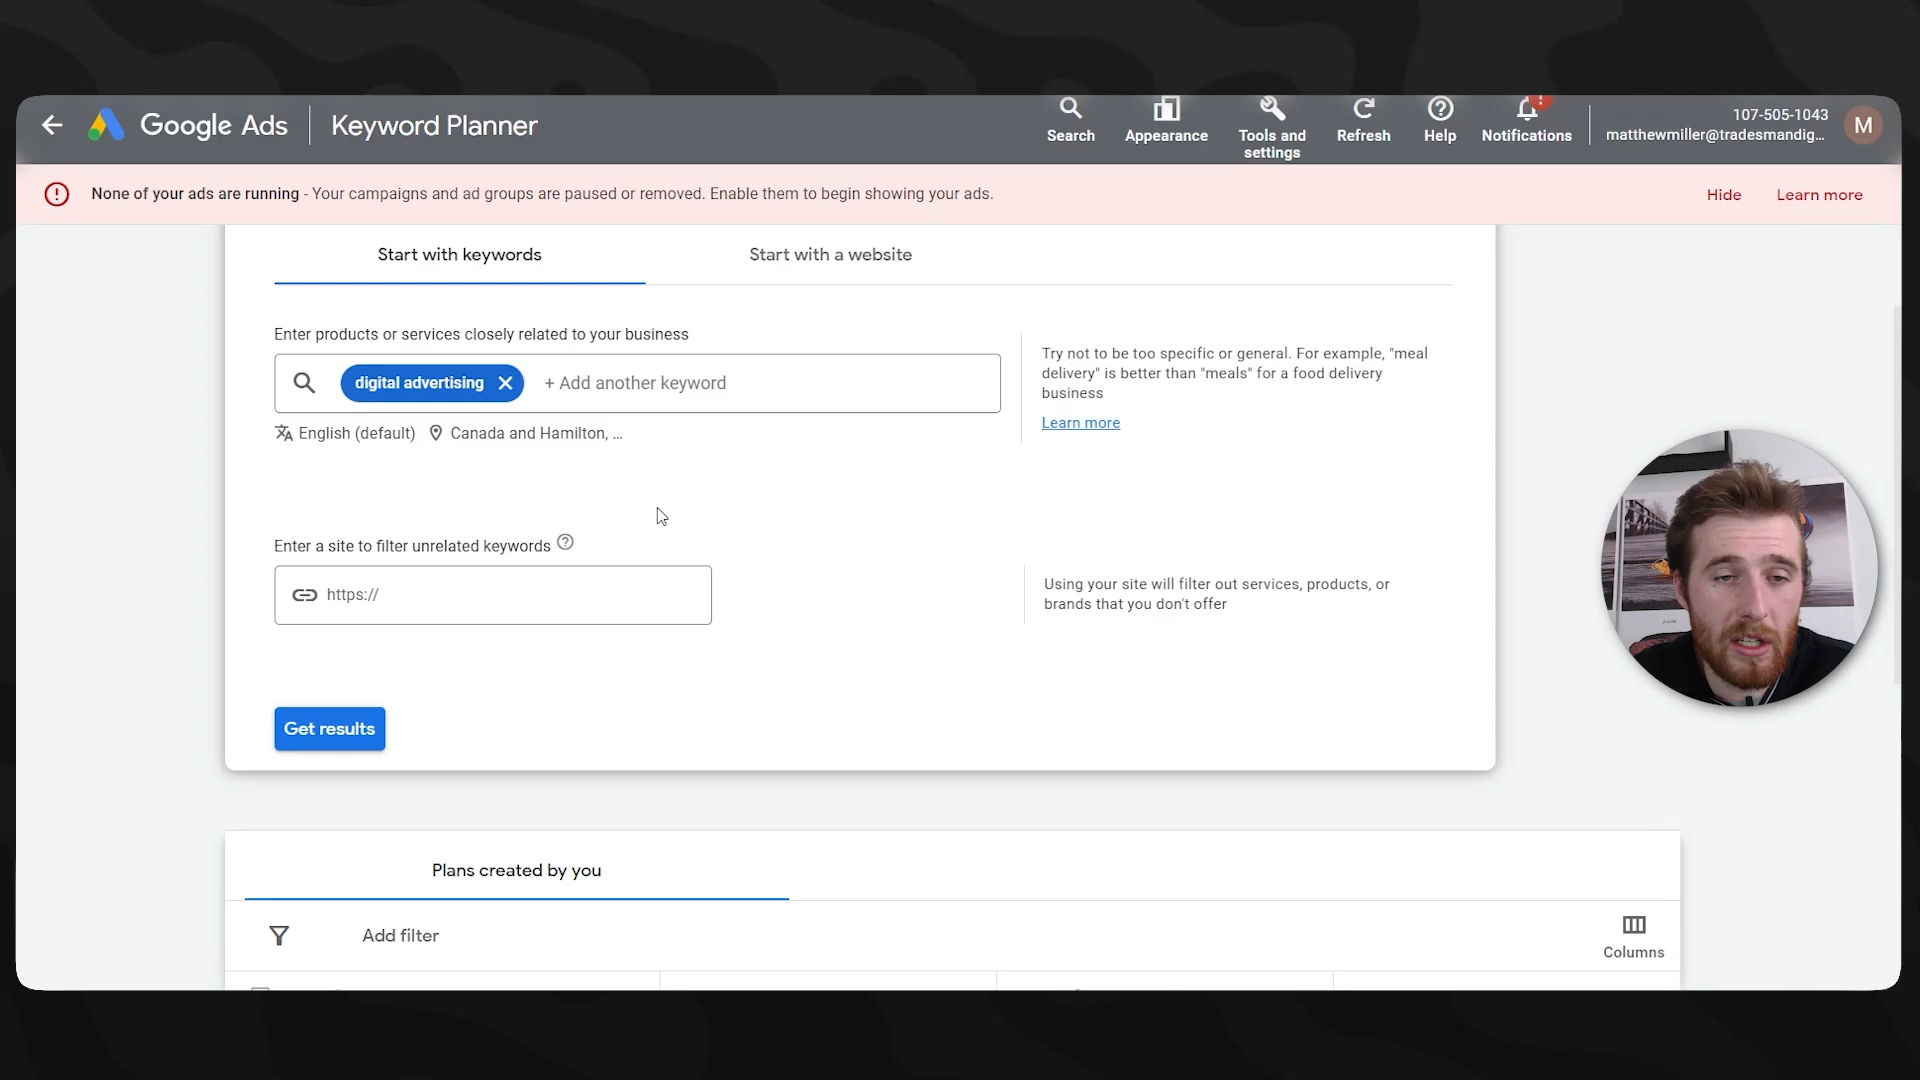 Google Ads
Keyword Planner
Search
Appearance
Tools and
settings
Refresh
Help
Notifications
107-505-1043
matthewmiller@tradesmandig...
M
None of your ads are running - Your campaigns and ad groups are paused or removed. Enable them to begin showing your ads.
Hide
Learn more
Start with keywords
Start with a website
Enter products or services closely related to your business
digital advertising
+ Add another keyword
English (default)
Canada and Hamilton, ...
Try not to be too specific or general. For example, "meal
delivery" is better than "meals" for a food delivery
business
Learn more
Enter a site to filter unrelated keywords
https://
Using your site will filter out services, products, or
brands that you don't offer
Get results
Plans created by you
Add filter
Columns